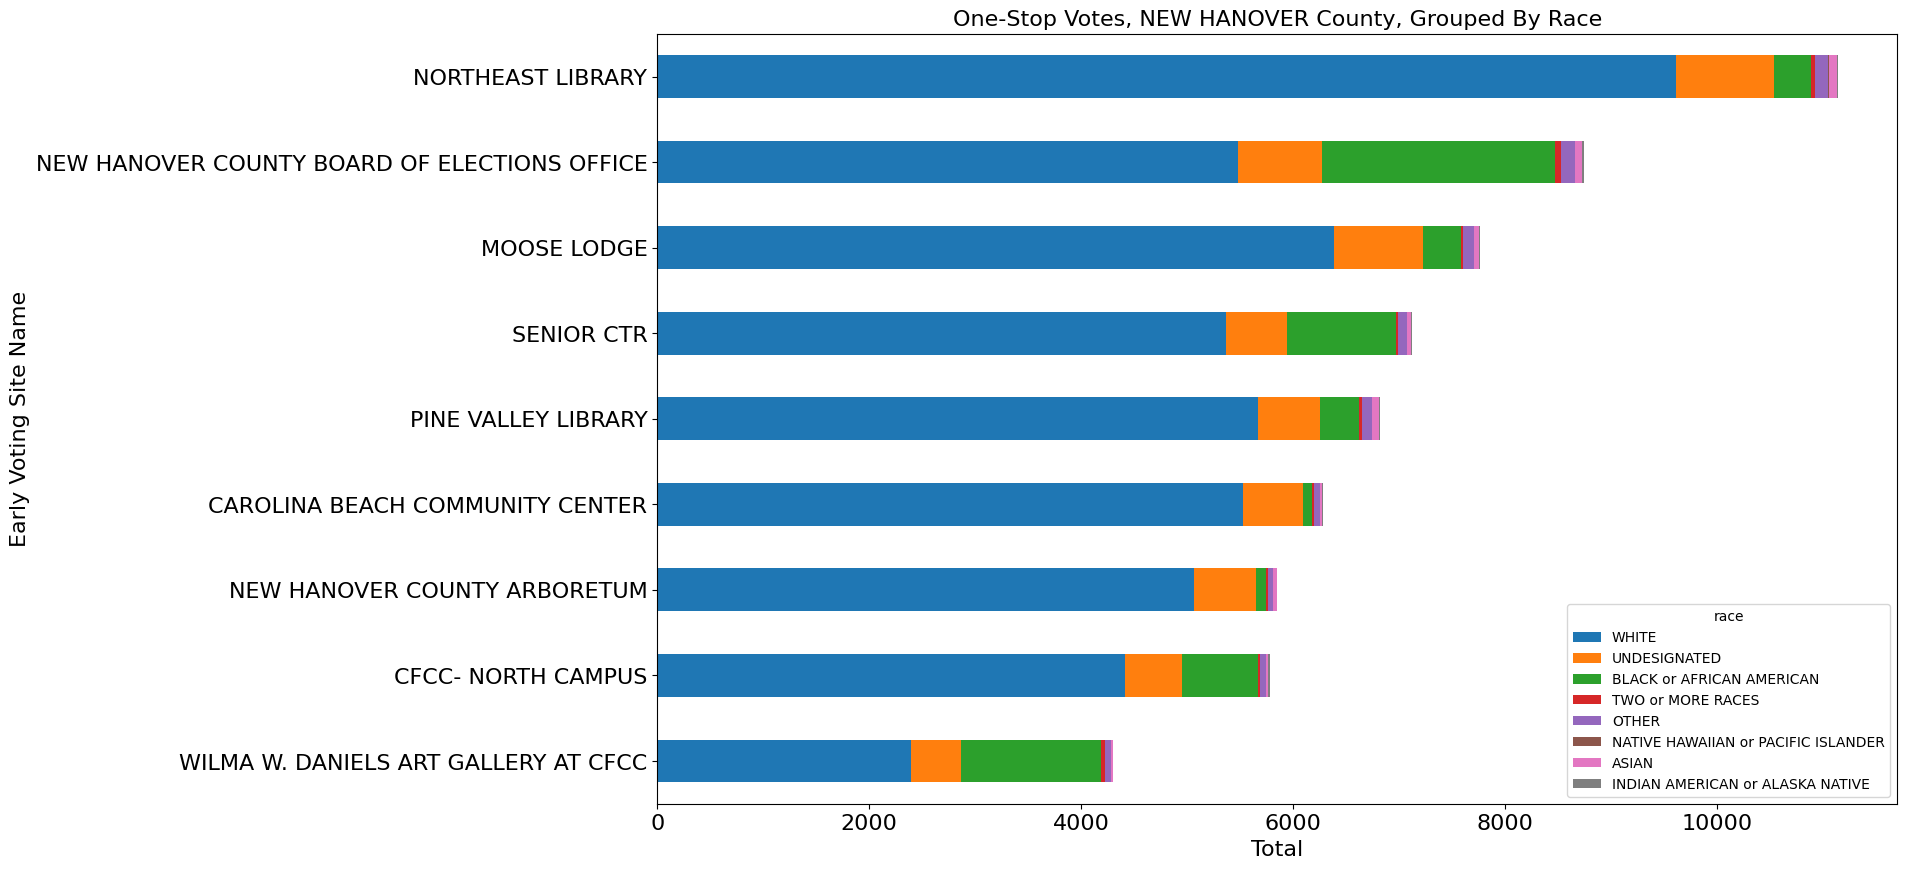 One-Stop Votes, NEW HANOVER County, Grouped By Race
Early Voting Site Name
NORTHEAST LIBRARY
NEW HANOVER COUNTY BOARD OF ELECTIONS OFFICE
MOOSE LODGE
SENIOR CTR
PINE VALLEY LIBRARY
CAROLINA BEACH COMMUNITY CENTER
NEW HANOVER COUNTY ARBORETUM
CFCC- NORTH CAMPUS
WILMA W. DANIELS ART GALLERY AT CFCC
race
WHITE
UNDESIGNATED
BLACK or AFRICAN AMERICAN
TWO or MORE RACES
OTHER
NATIVE HAWAIIAN or PACIFIC ISLANDER
ASIAN
INDIAN AMERICAN or ALASKA NATIVE
0 2000 4000 6000 8000 10000
Total